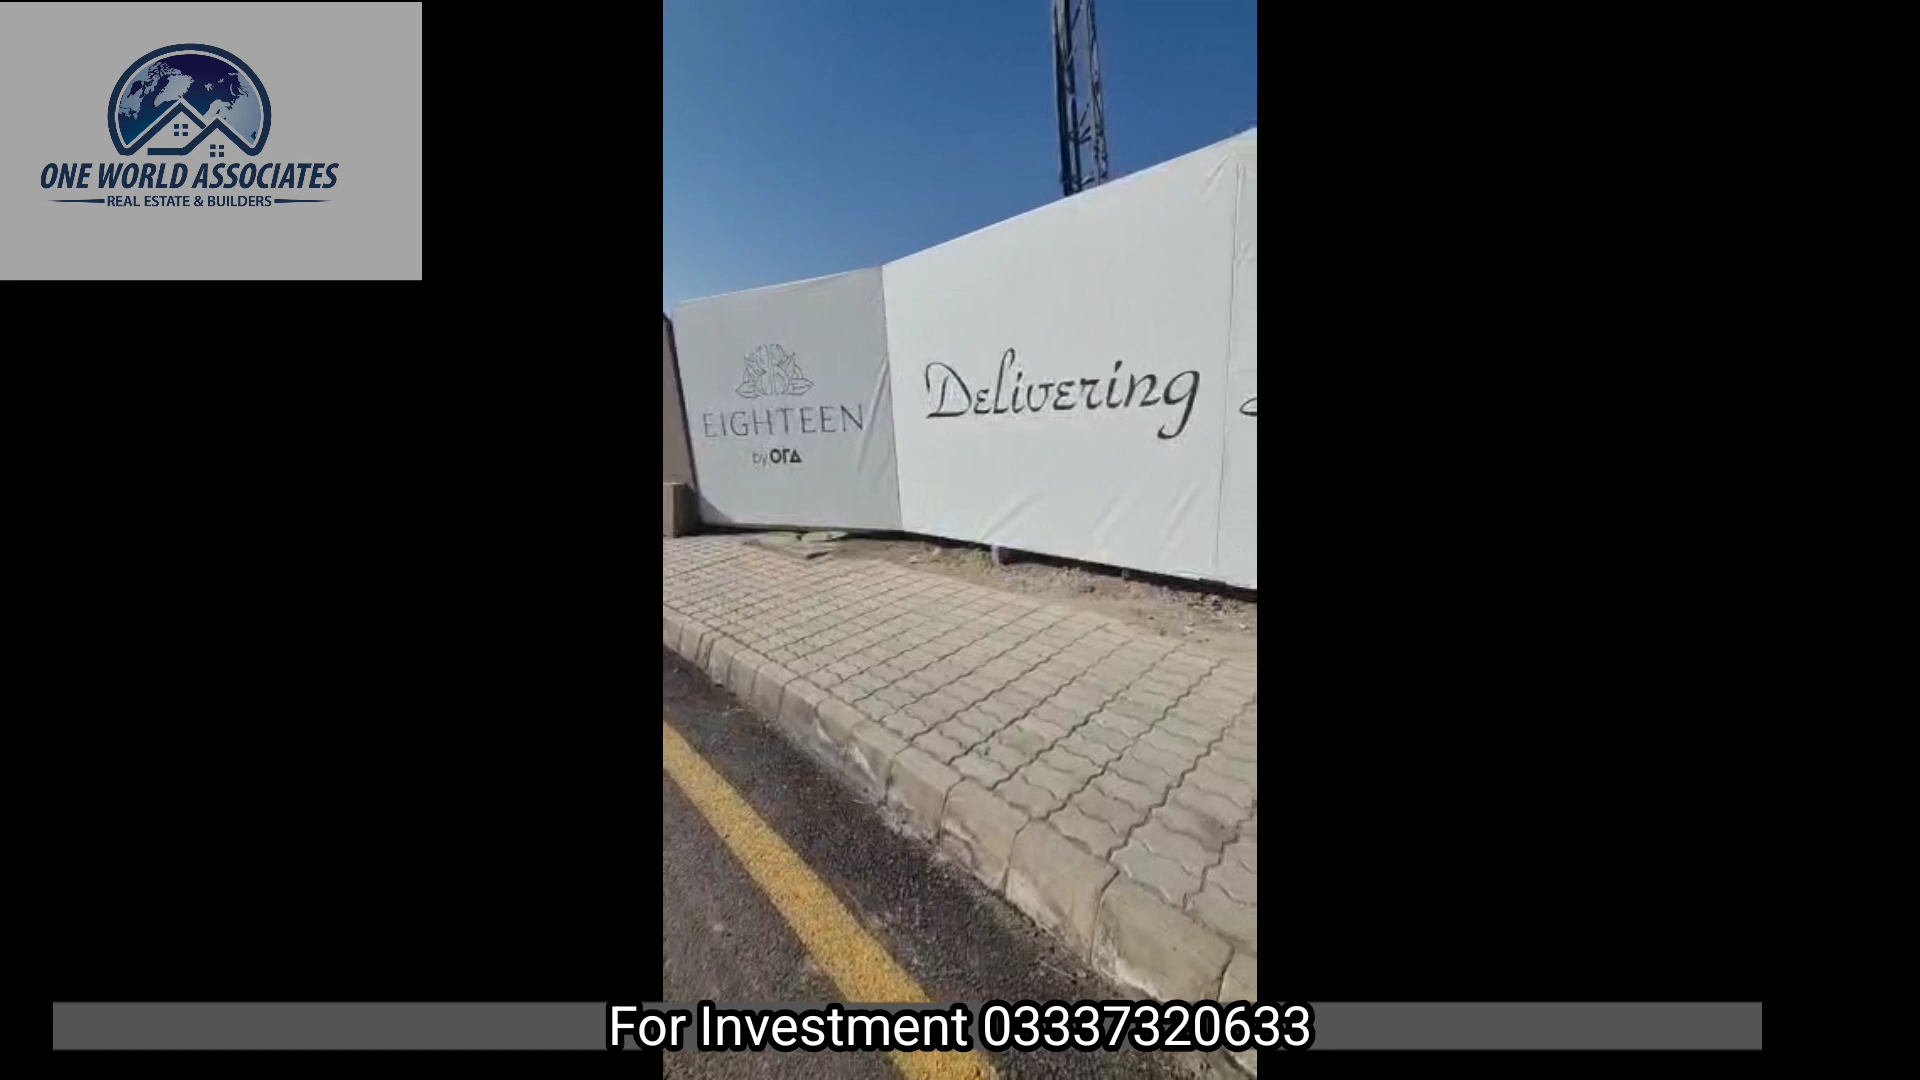 ONE WORLD ASSOCIATES
REAL ESTATE & BUILDERS
EIGHTEEN
by ora
Delivering
For Investment 03337320633